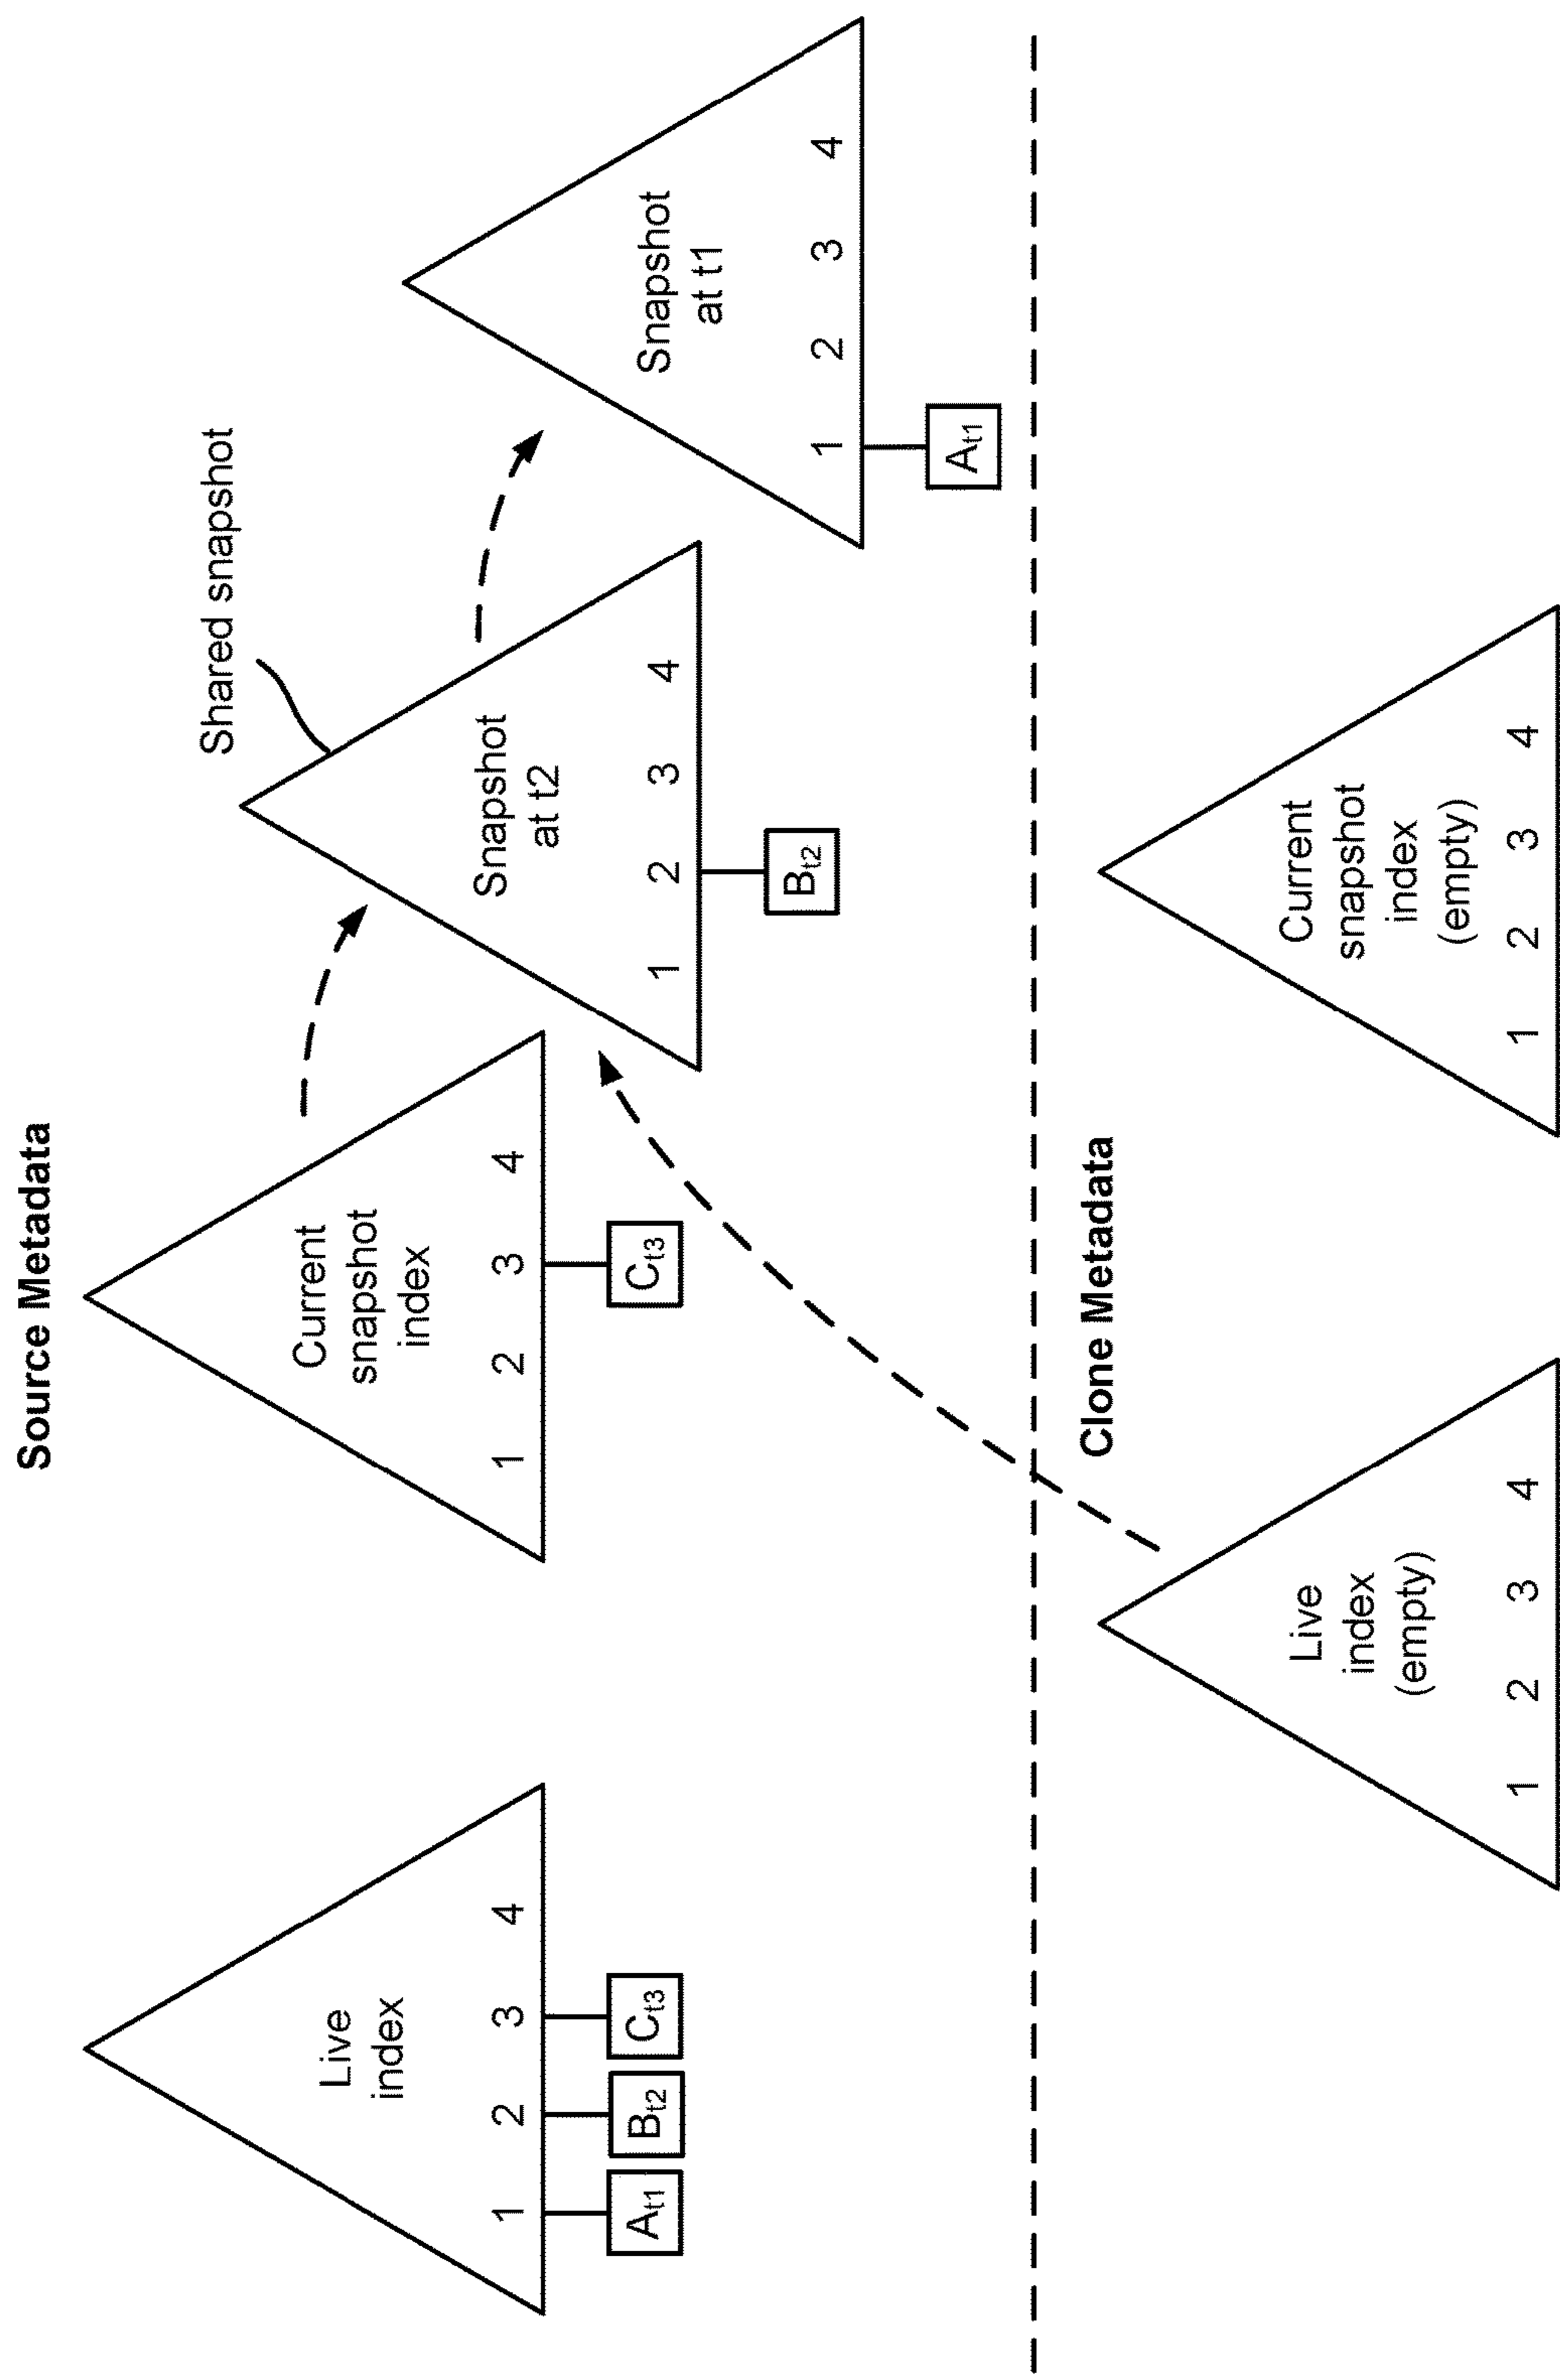 Source Metadata
Shared snapshot
Live
index
1 2 3 4
At1 Bt2 Ct3
Current
snapshot
index
1 2 3 4
Ct3
Snapshot
at t2
1 2 3 4
Bt2
Snapshot
at t1
1 2 3 4
At1
Clone Metadata
Live
index
(empty)
1 2 3 4
Current
snapshot
index
(empty)
1 2 3 4